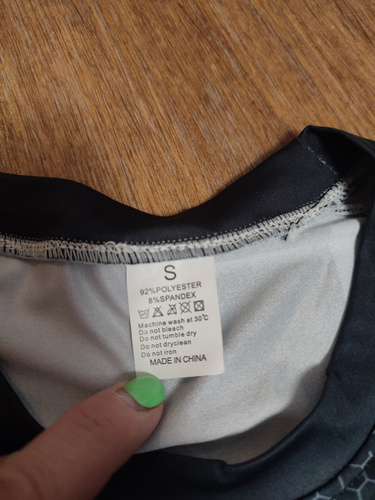 S
92%POLYESTER
8%SPANDEX
Machine wash at 30℃
Do not bleach
Do not tumble dry
Do not dryclean
Do not iron
MADE IN CHINA